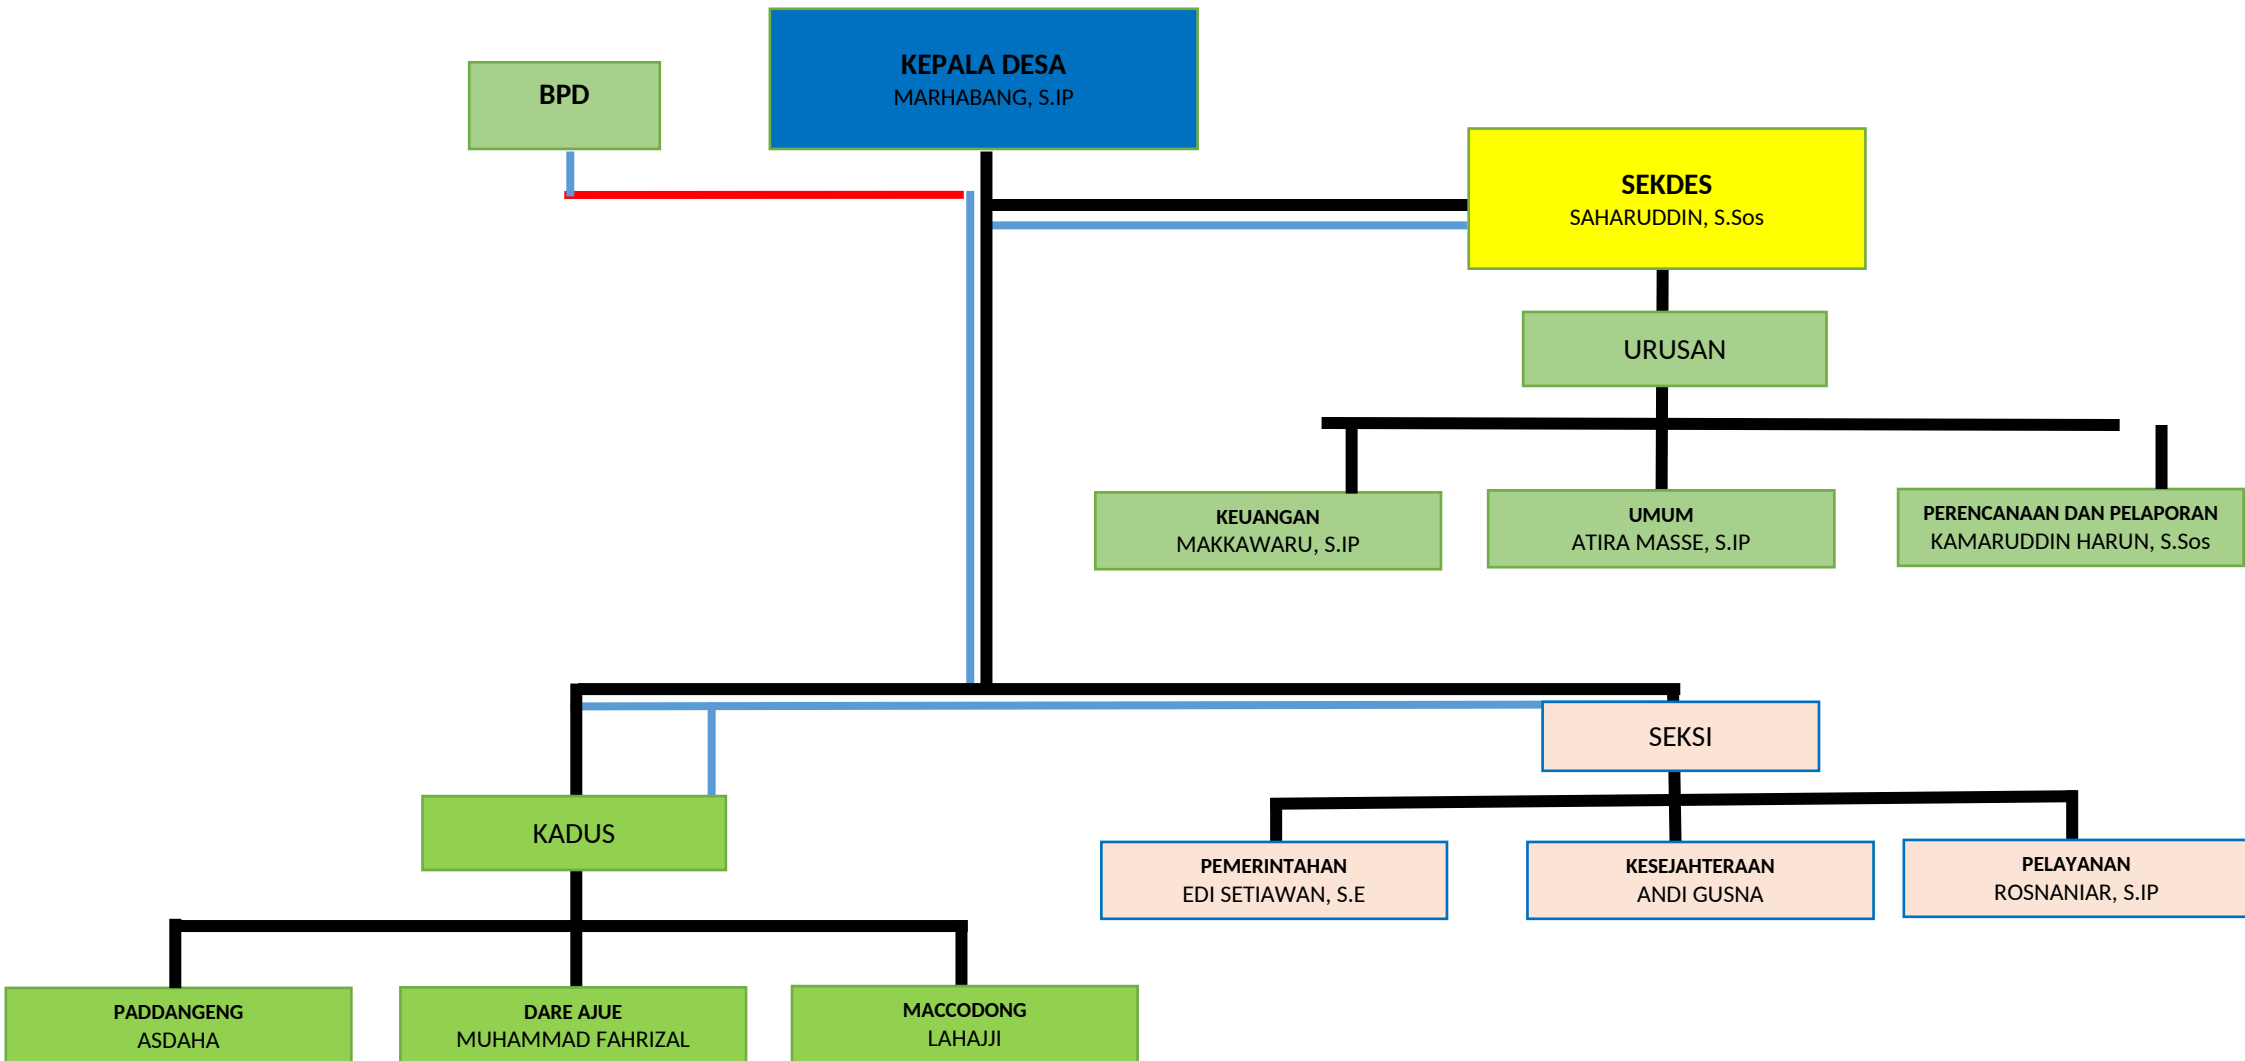 KEPALA DESA
MARHABANG, S.IP
BPD
SEKDES
SAHARUDDIN, S.Sos
URUSAN
KEUANGAN
MAKKAWARU, S.IP
UMUM
ATIRA MASSE, S.IP
PERENCANAAN DAN PELAPORAN
KAMARUDDIN HARUN, S.Sos
SEKSI
KADUS
PEMERINTAHAN
EDI SETIAWAN, S.E
KESEJAHTERAAN
ANDI GUSNA
PELAYANAN
ROSNANIAR, S.IP
PADDANGENG
ASDAHA
DARE AJUE
MUHAMMAD FAHRIZAL
MACCODONG
LAHAJJI